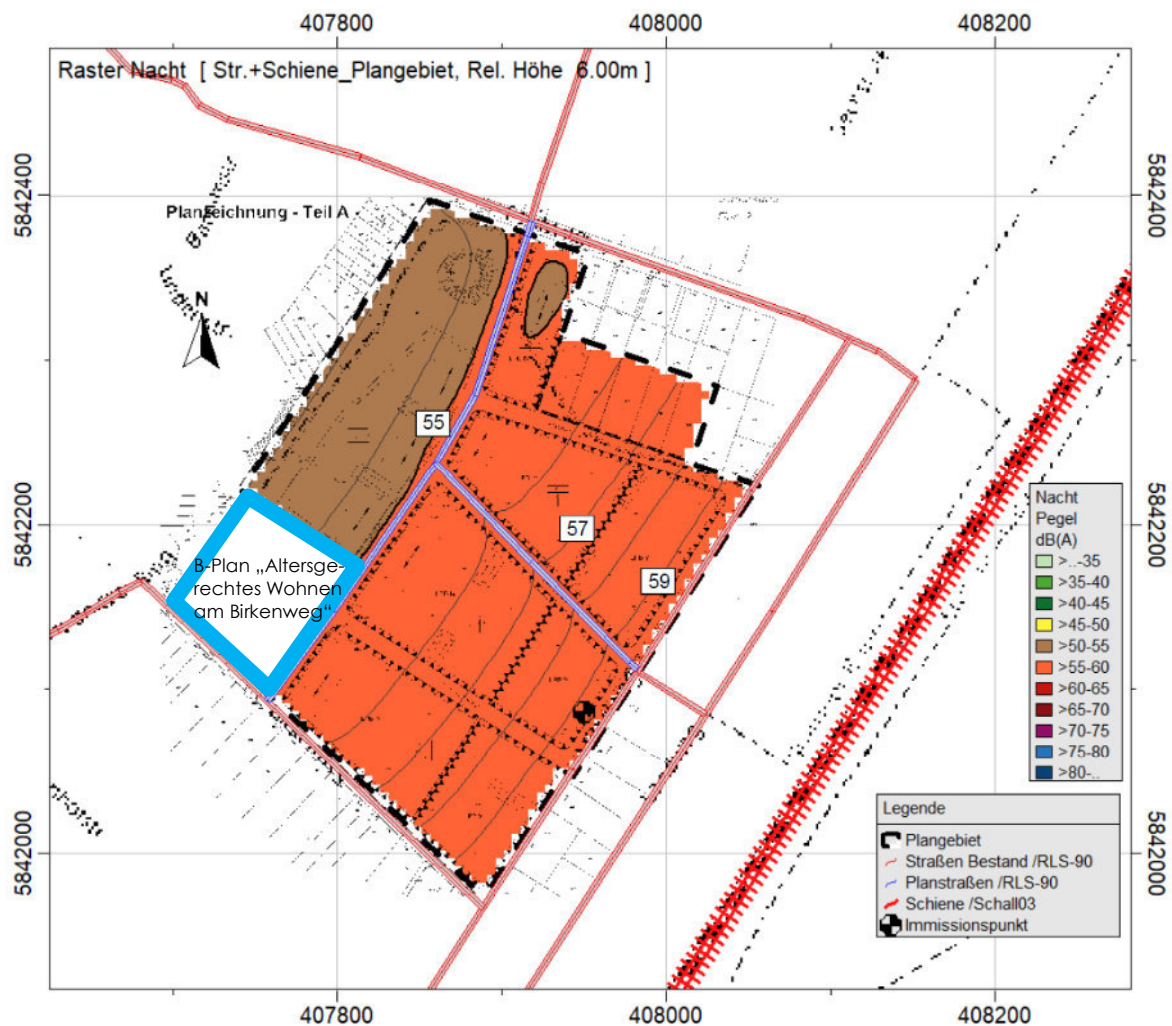 407800
408000
408200
Raster Nacht [ Str.+Schiene_Plangebiet, Rel. Höhe 6.00m ]
5842400
5842400
Planzeichnung - Teil A
N
55
5842200
57
5842200
59
B-Plan „Altersge-
rechtes Wohnen
am Birkenweg“
Nacht
Pegel
dB(A)
>..-35
>35-40
>40-45
>45-50
>50-55
>55-60
>60-65
>65-70
>70-75
>75-80
>80-..
5842000
5842000
Legende
Plangebiet
Straßen Bestand /RLS-90
Planstraßen /RLS-90
Schiene /Schall03
Immissionspunkt
407800
408000
408200